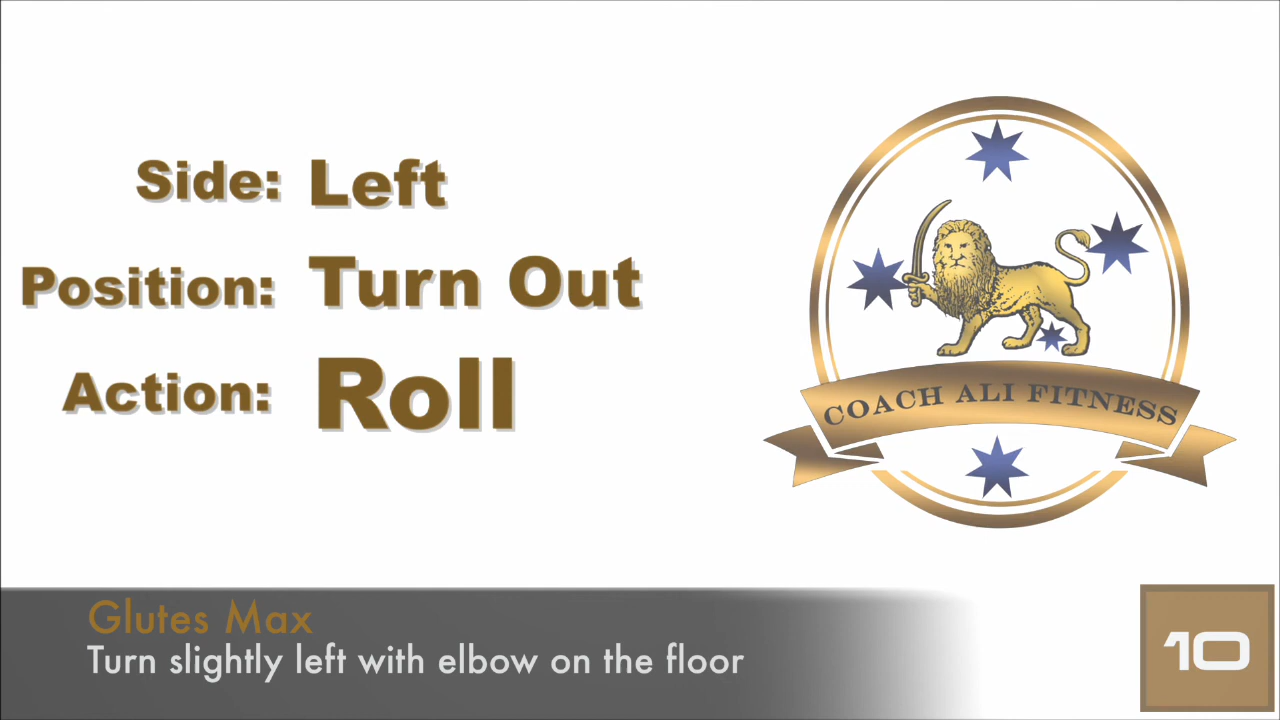 Side: Left
Position: Turn Out
Action: Roll
COACH ALI FITNESS
Glutes Max
Turn slightly left with elbow on the floor
10